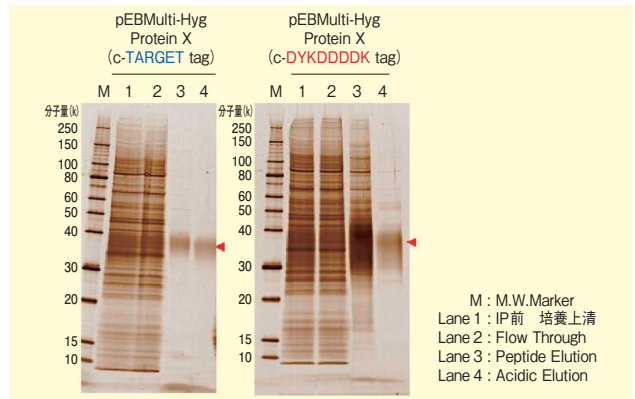 pEBMulti-Hyg
Protein X
(c-TARGET tag)
M 1 2 3 4
分子量(k)
250
150
100
80
60
50
40
30
20
15
10
pEBMulti-Hyg
Protein X
(c-DYKDDDDK tag)
M 1 2 3 4
分子量(k)
250
150
100
80
60
50
40
30
20
15
10
M : M.W.Marker
Lane 1 : IP前 培養上清
Lane 2 : Flow Through
Lane 3 : Peptide Elution
Lane 4 : Acidic Elution